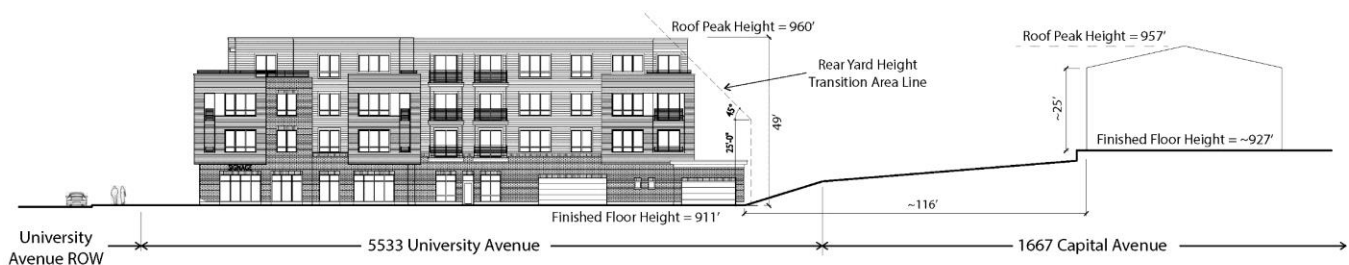 Roof Peak Height = 960'
Roof Peak Height = 957'
Rear Yard Height
Transition Area Line
45°
25'-0"
49'
~25'
Finished Floor Height = ~927'
~116'
Finished Floor Height = 911'
University
Avenue ROW
5533 University Avenue
1667 Capital Avenue